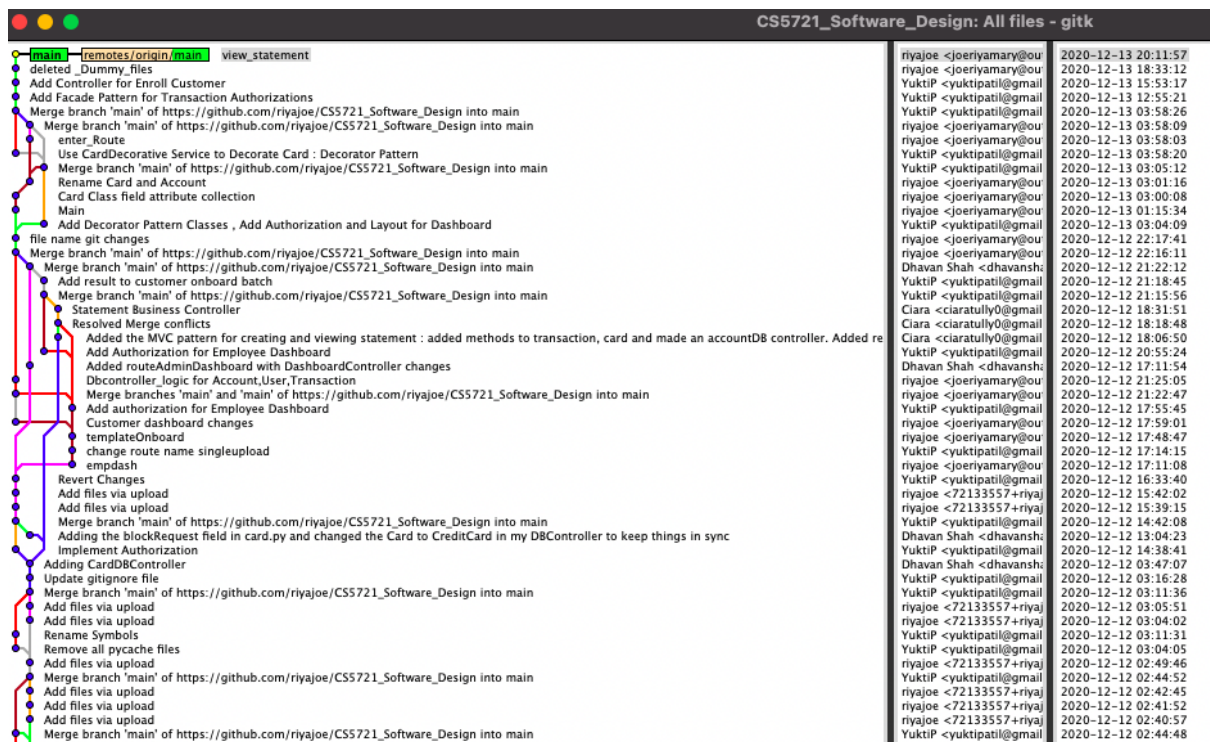 CS5721_Software_Design: All files - gitk
main remotes/origin/main view_statement riyajoe <joeriyamary@ou 2020-12-13 20:11:57
deleted _Dummy_files riyajoe <joeriyamary@ou 2020-12-13 18:33:12
Add Controller for Enroll Customer YuktiP <yuktipatil@gmail 2020-12-13 15:53:17
Add Facade Pattern for Transaction Authorizations YuktiP <yuktipatil@gmail 2020-12-13 12:55:21
Merge branch 'main' of https://github.com/riyajoe/CS5721_Software_Design into main YuktiP <yuktipatil@gmail 2020-12-13 03:58:26
Merge branch 'main' of https://github.com/riyajoe/CS5721_Software_Design into main riyajoe <joeriyamary@ou 2020-12-13 03:58:09
enter_Route riyajoe <joeriyamary@ou 2020-12-13 03:58:03
Use CardDecorative Service to Decorate Card : Decorator Pattern YuktiP <yuktipatil@gmail 2020-12-13 03:58:20
Merge branch 'main' of https://github.com/riyajoe/CS5721_Software_Design into main YuktiP <yuktipatil@gmail 2020-12-13 03:05:12
Rename Card and Account riyajoe <joeriyamary@ou 2020-12-13 03:01:16
Card Class field attribute collection riyajoe <joeriyamary@ou 2020-12-13 03:00:08
Main riyajoe <joeriyamary@ou 2020-12-13 01:15:34
Add Decorator Pattern Classes , Add Authorization and Layout for Dashboard YuktiP <yuktipatil@gmail 2020-12-13 03:04:09
file name git changes riyajoe <joeriyamary@ou 2020-12-12 22:17:41
Merge branch 'main' of https://github.com/riyajoe/CS5721_Software_Design into main riyajoe <joeriyamary@ou 2020-12-12 22:16:11
Merge branch 'main' of https://github.com/riyajoe/CS5721_Software_Design into main Dhavan Shah <dhavansha 2020-12-12 21:22:12
Add result to customer onboard batch YuktiP <yuktipatil@gmail 2020-12-12 21:18:45
Merge branch 'main' of https://github.com/riyajoe/CS5721_Software_Design into main YuktiP <yuktipatil@gmail 2020-12-12 21:15:56
Statement Business Controller Ciara <ciaratully0@gmail 2020-12-12 18:31:51
Resolved Merge conflicts Ciara <ciaratully0@gmail 2020-12-12 18:18:48
Added the MVC pattern for creating and viewing statement : added methods to transaction, card and made an accountDB controller. Added re Ciara <ciaratully0@gmail 2020-12-12 18:06:50
Add Authorization for Employee Dashboard YuktiP <yuktipatil@gmail 2020-12-12 20:55:24
Added routeAdminDashboard with DashboardController changes Dhavan Shah <dhavansha 2020-12-12 17:11:54
Dbcontroller_logic for Account,User,Transaction riyajoe <joeriyamary@ou 2020-12-12 21:25:05
Merge branches 'main' and 'main' of https://github.com/riyajoe/CS5721_Software_Design into main riyajoe <joeriyamary@ou 2020-12-12 21:22:47
Add authorization for Employee Dashboard YuktiP <yuktipatil@gmail 2020-12-12 17:55:45
Customer dashboard changes riyajoe <joeriyamary@ou 2020-12-12 17:59:01
templateOnboard riyajoe <joeriyamary@ou 2020-12-12 17:48:47
change route name singleupload YuktiP <yuktipatil@gmail 2020-12-12 17:14:15
empdash riyajoe <joeriyamary@ou 2020-12-12 17:11:08
Revert Changes YuktiP <yuktipatil@gmail 2020-12-12 16:33:40
Add files via upload riyajoe <72133557+riyaj 2020-12-12 15:42:02
Add files via upload riyajoe <72133557+riyaj 2020-12-12 15:39:15
Merge branch 'main' of https://github.com/riyajoe/CS5721_Software_Design into main YuktiP <yuktipatil@gmail 2020-12-12 14:42:08
Adding the blockRequest field in card.py and changed the Card to CreditCard in my DBController to keep things in sync Dhavan Shah <dhavansha 2020-12-12 13:04:23
Implement Authorization YuktiP <yuktipatil@gmail 2020-12-12 14:38:41
Adding CardDBController Dhavan Shah <dhavansha 2020-12-12 03:47:07
Update gitignore file YuktiP <yuktipatil@gmail 2020-12-12 03:16:28
Merge branch 'main' of https://github.com/riyajoe/CS5721_Software_Design into main YuktiP <yuktipatil@gmail 2020-12-12 03:11:36
Add files via upload riyajoe <72133557+riyaj 2020-12-12 03:05:51
Add files via upload riyajoe <72133557+riyaj 2020-12-12 03:04:02
Rename Symbols YuktiP <yuktipatil@gmail 2020-12-12 03:11:31
Remove all pycache files YuktiP <yuktipatil@gmail 2020-12-12 03:04:05
Add files via upload riyajoe <72133557+riyaj 2020-12-12 02:49:46
Merge branch 'main' of https://github.com/riyajoe/CS5721_Software_Design into main YuktiP <yuktipatil@gmail 2020-12-12 02:44:52
Add files via upload riyajoe <72133557+riyaj 2020-12-12 02:42:45
Add files via upload riyajoe <72133557+riyaj 2020-12-12 02:41:52
Add files via upload riyajoe <72133557+riyaj 2020-12-12 02:40:57
Merge branch 'main' of https://github.com/riyajoe/CS5721_Software_Design into main YuktiP <yuktipatil@gmail 2020-12-12 02:44:48